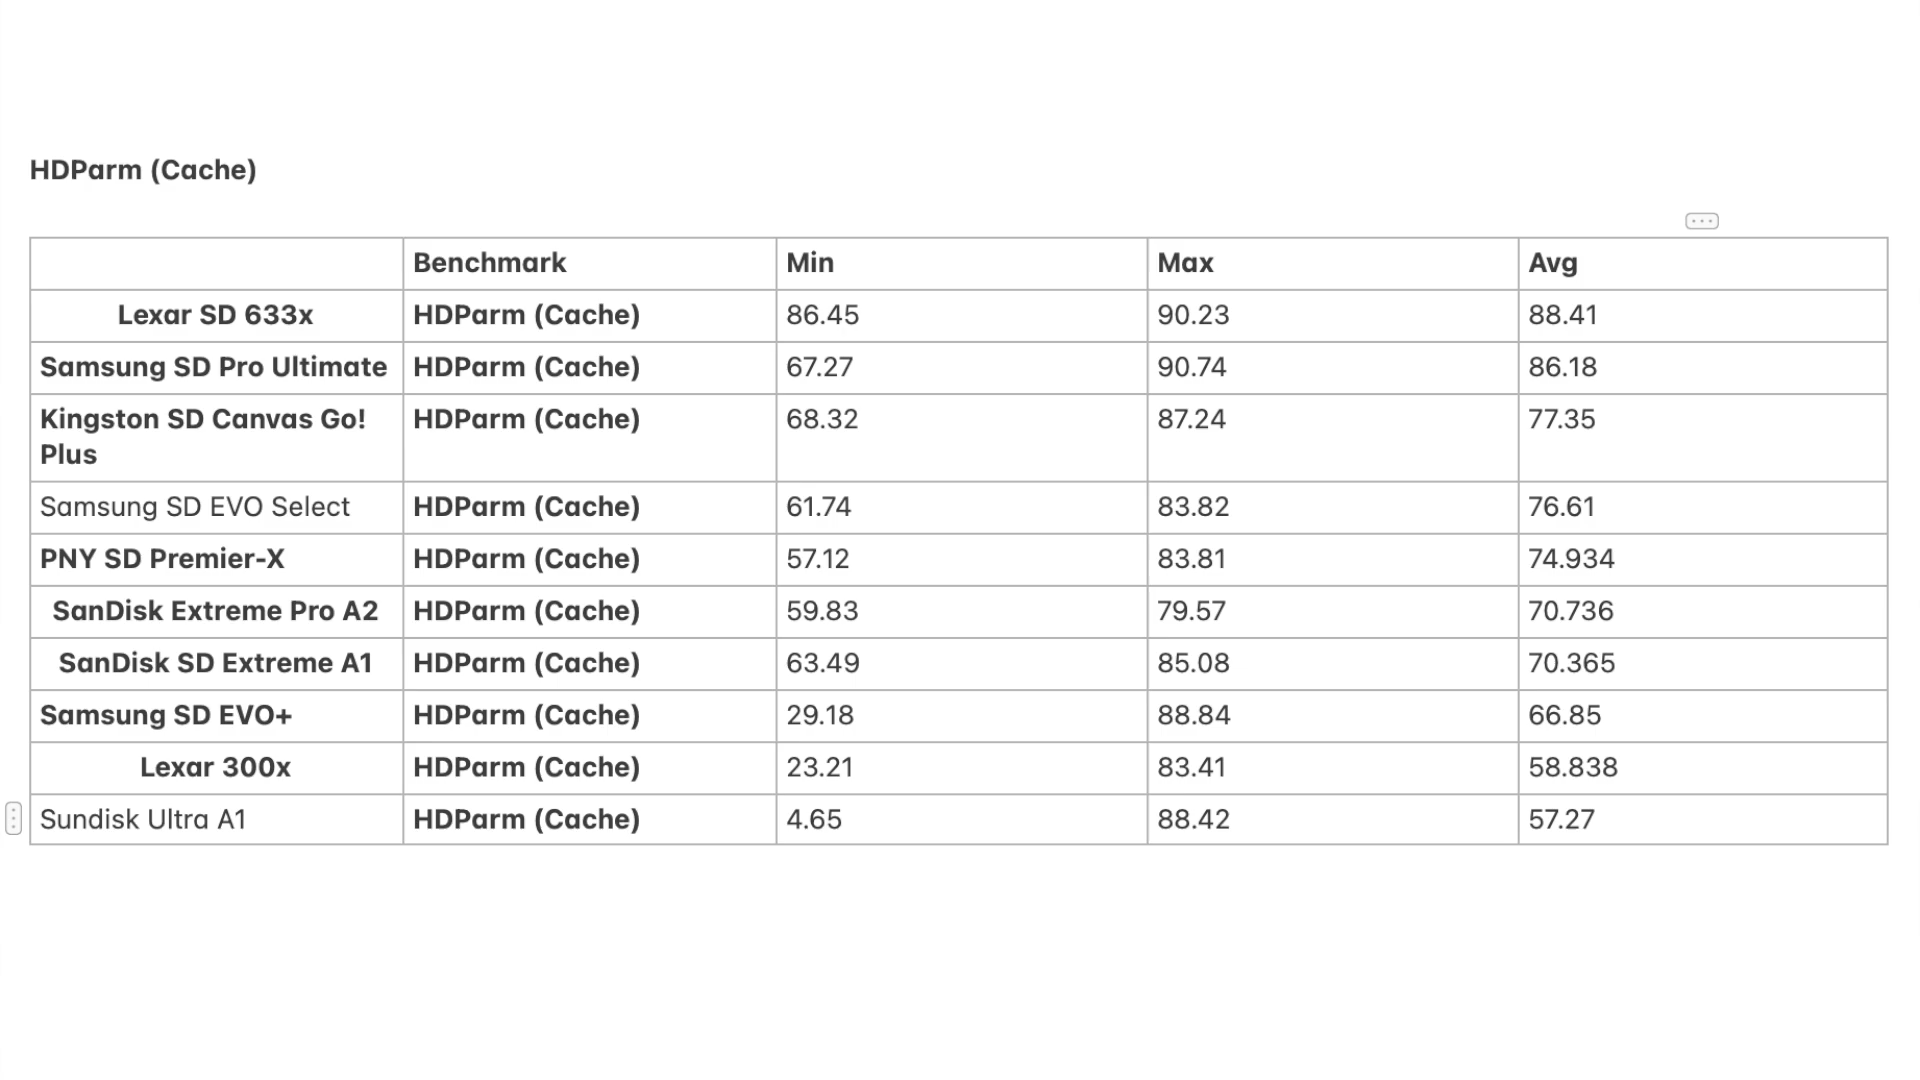 HDParm (Cache)
Benchmark Min Max Avg
Lexar SD 633x HDParm (Cache) 86.45 90.23 88.41
Samsung SD Pro Ultimate HDParm (Cache) 67.27 90.74 86.18
Kingston SD Canvas Go! HDParm (Cache) 68.32 87.24 77.35
Plus
Samsung SD EVO Select HDParm (Cache) 61.74 83.82 76.61
PNY SD Premier-X HDParm (Cache) 57.12 83.81 74.934
SanDisk Extreme Pro A2 HDParm (Cache) 59.83 79.57 70.736
SanDisk SD Extreme A1 HDParm (Cache) 63.49 85.08 70.365
Samsung SD EVO+ HDParm (Cache) 29.18 88.84 66.85
Lexar 300x HDParm (Cache) 23.21 83.41 58.838
Sundisk Ultra A1 HDParm (Cache) 4.65 88.42 57.27